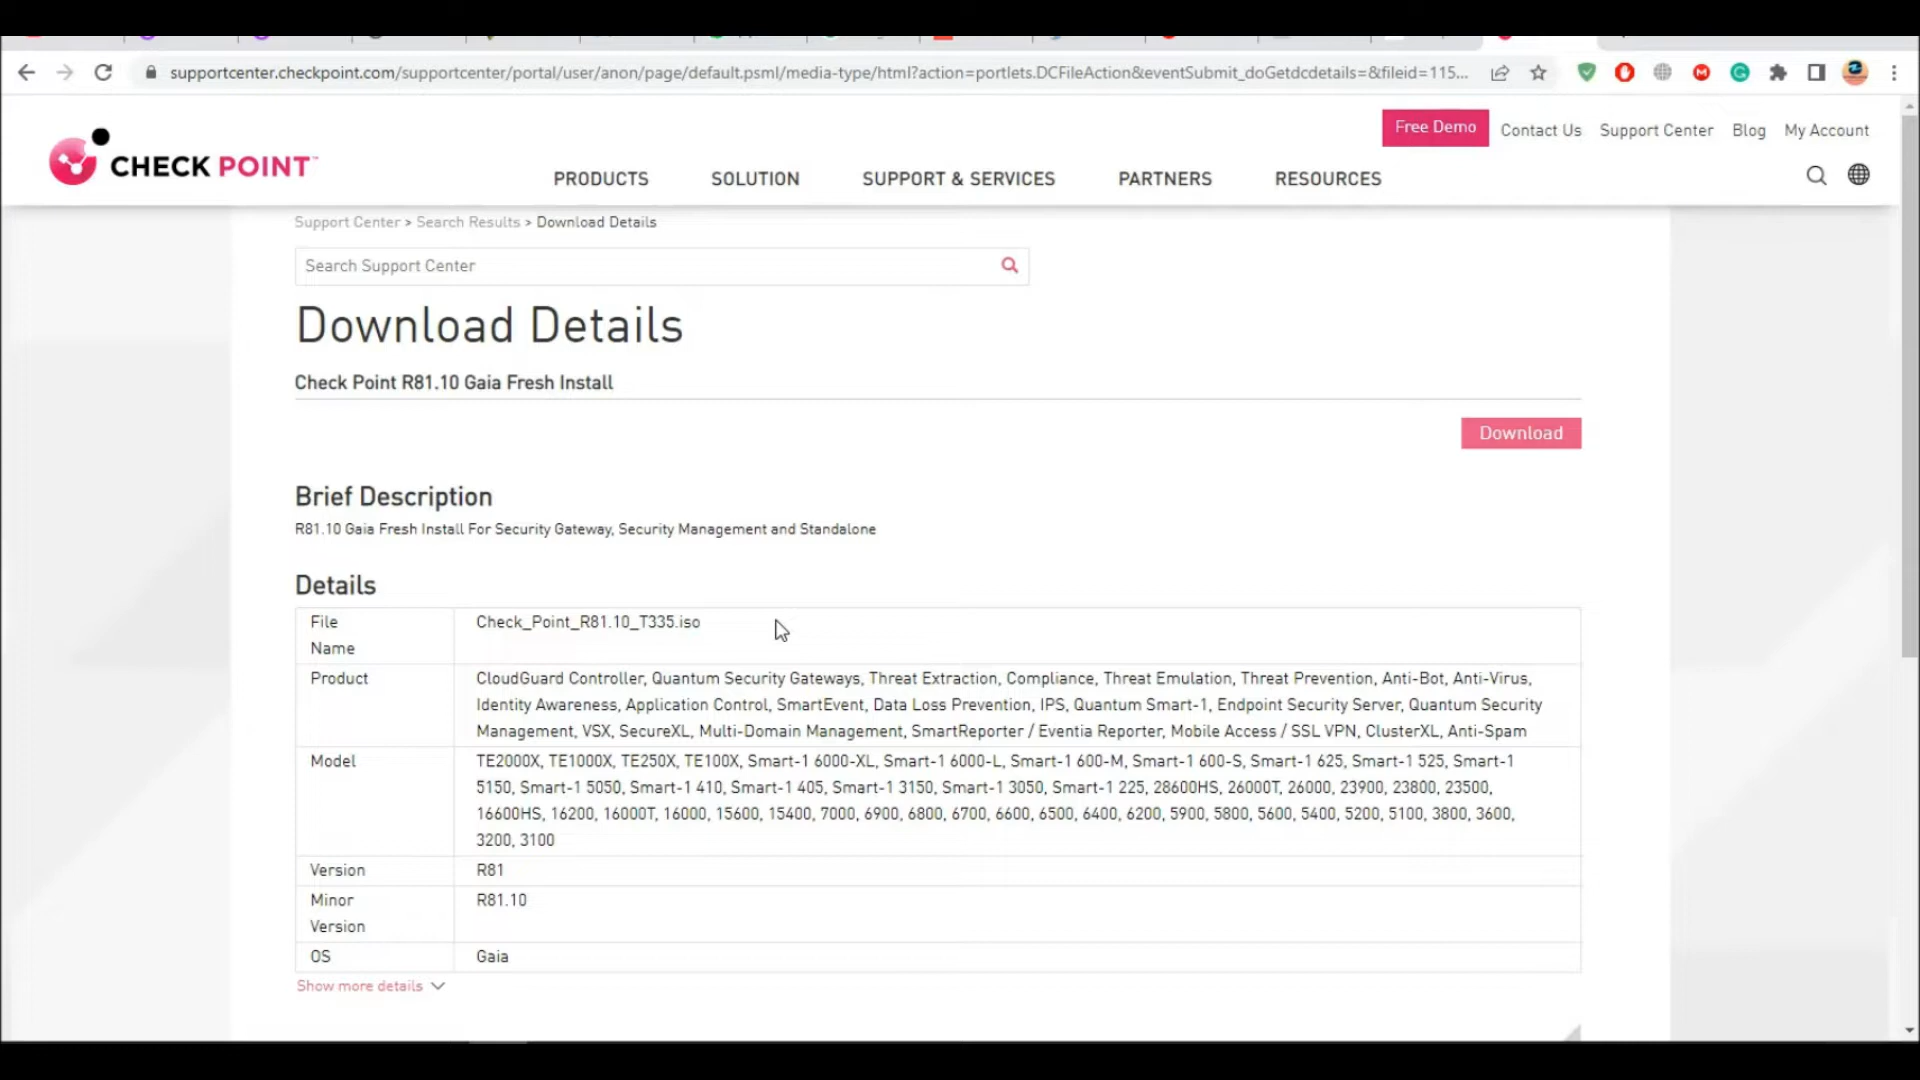 supportcenter.checkpoint.com/supportcenter/portal/user/anon/page/default.psml/media-type/html?action=portlets.DCFileAction&eventSubmit_doGetdcdetails=&fileid=115...
Free Demo Contact Us Support Center Blog My Account
CHECK POINT™
PRODUCTS SOLUTION SUPPORT & SERVICES PARTNERS RESOURCES
Support Center > Search Results > Download Details
Search Support Center
Download Details
Check Point R81.10 Gaia Fresh Install
Download
Brief Description
R81.10 Gaia Fresh Install For Security Gateway, Security Management and Standalone
Details
File
Name
Check_Point_R81.10_T335.iso
Product
CloudGuard Controller, Quantum Security Gateways, Threat Extraction, Compliance, Threat Emulation, Threat Prevention, Anti-Bot, Anti-Virus,
Identity Awareness, Application Control, SmartEvent, Data Loss Prevention, IPS, Quantum Smart-1, Endpoint Security Server, Quantum Security
Management, VSX, SecureXL, Multi-Domain Management, SmartReporter / Eventia Reporter, Mobile Access / SSL VPN, ClusterXL, Anti-Spam
Model
TE2000X, TE1000X, TE250X, TE100X, Smart-1 6000-XL, Smart-1 6000-L, Smart-1 600-M, Smart-1 600-S, Smart-1 625, Smart-1 525, Smart-1
5150, Smart-1 5050, Smart-1 410, Smart-1 405, Smart-1 3150, Smart-1 3050, Smart-1 225, 28600HS, 26000T, 26000, 23900, 23800, 23500,
16600HS, 16200, 16000T, 16000, 15600, 15400, 7000, 6900, 6800, 6700, 6600, 6500, 6400, 6200, 5900, 5800, 5600, 5400, 5200, 5100, 3800, 3600,
3200, 3100
Version
R81
Minor
Version
R81.10
OS
Gaia
Show more details